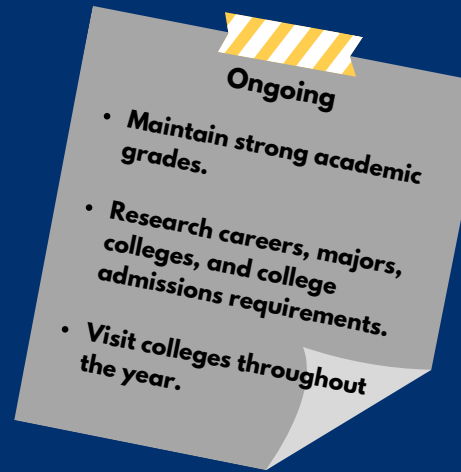 Ongoing
• Maintain strong academic
grades.
• Research careers, majors,
colleges, and college
admissions requirements.
• Visit colleges throughout
the year.